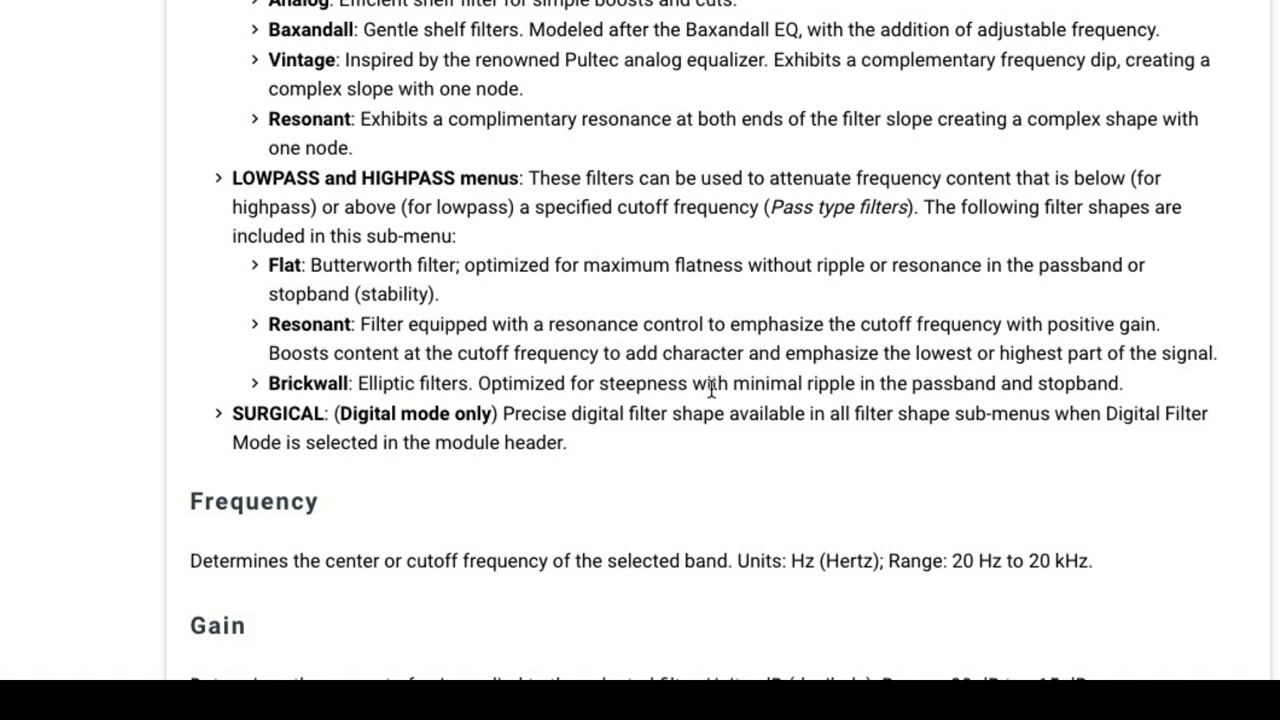 > Analog: Efficient shelf filter for simple boosts and cuts.
> Baxandall: Gentle shelf filters. Modeled after the Baxandall EQ, with the addition of adjustable frequency.
> Vintage: Inspired by the renowned Pultec analog equalizer. Exhibits a complementary frequency dip, creating a
complex slope with one node.
> Resonant: Exhibits a complimentary resonance at both ends of the filter slope creating a complex shape with
one node.
> LOWPASS and HIGHPASS menus: These filters can be used to attenuate frequency content that is below (for
highpass) or above (for lowpass) a specified cutoff frequency (Pass type filters). The following filter shapes are
included in this sub-menu:
> Flat: Butterworth filter; optimized for maximum flatness without ripple or resonance in the passband or
stopband (stability).
> Resonant: Filter equipped with a resonance control to emphasize the cutoff frequency with positive gain.
Boosts content at the cutoff frequency to add character and emphasize the lowest or highest part of the signal.
> Brickwall: Elliptic filters. Optimized for steepness with minimal ripple in the passband and stopband.
> SURGICAL: (Digital mode only) Precise digital filter shape available in all filter shape sub-menus when Digital Filter
Mode is selected in the module header.
Frequency
Determines the center or cutoff frequency of the selected band. Units: Hz (Hertz); Range: 20 Hz to 20 kHz.
Gain